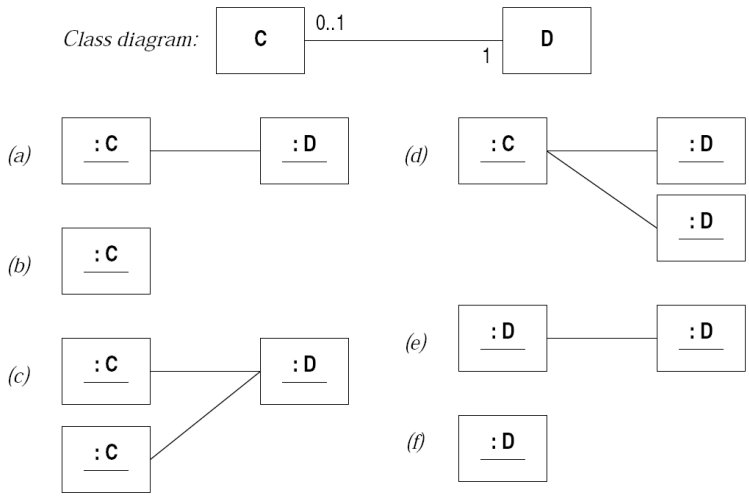 Class diagram: C 0..1 1 D
(a) :C :D
(b) :C
(c) :C :D
:C
(d) :C :D
:D
(e) :D :D
(f) :D